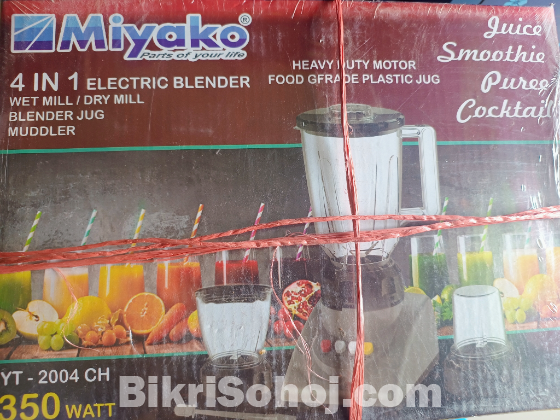 Miyako®
Parts of your life
4 IN 1 ELECTRIC BLENDER
WET MILL / DRY MILL
BLENDER JUG
MUDDLER
HEAVY DUTY MOTOR
FOOD GFRADE PLASTIC JUG
Juice
Smoothie
Puree
Cocktail
YT - 2004 CH
350 WATT
BikriSohoj.com